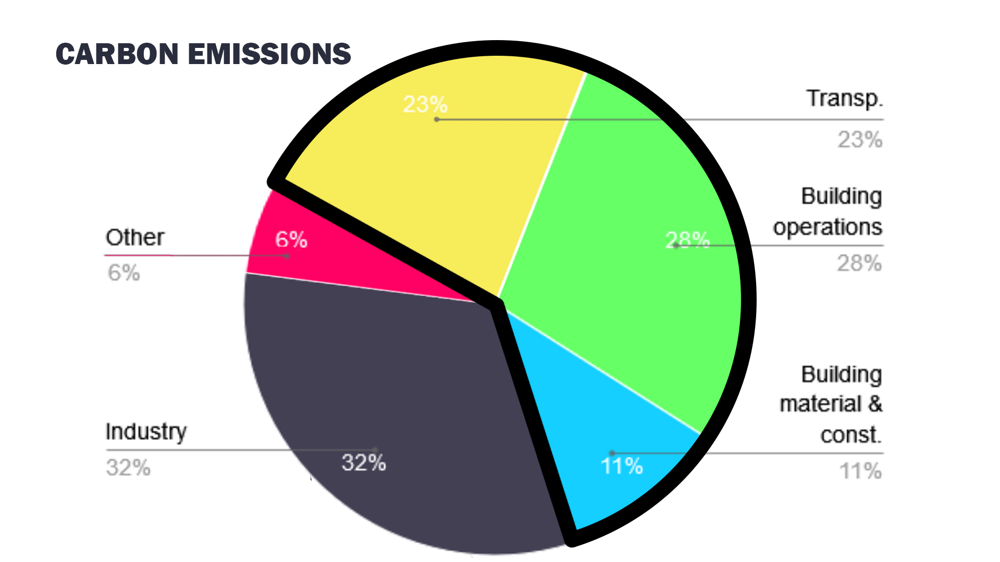 CARBON EMISSIONS
23%
Transp.
23%
Building
operations
28%
28%
Other
6%
6%
Building
material &
const.
11%
11%
Industry
32%
32%